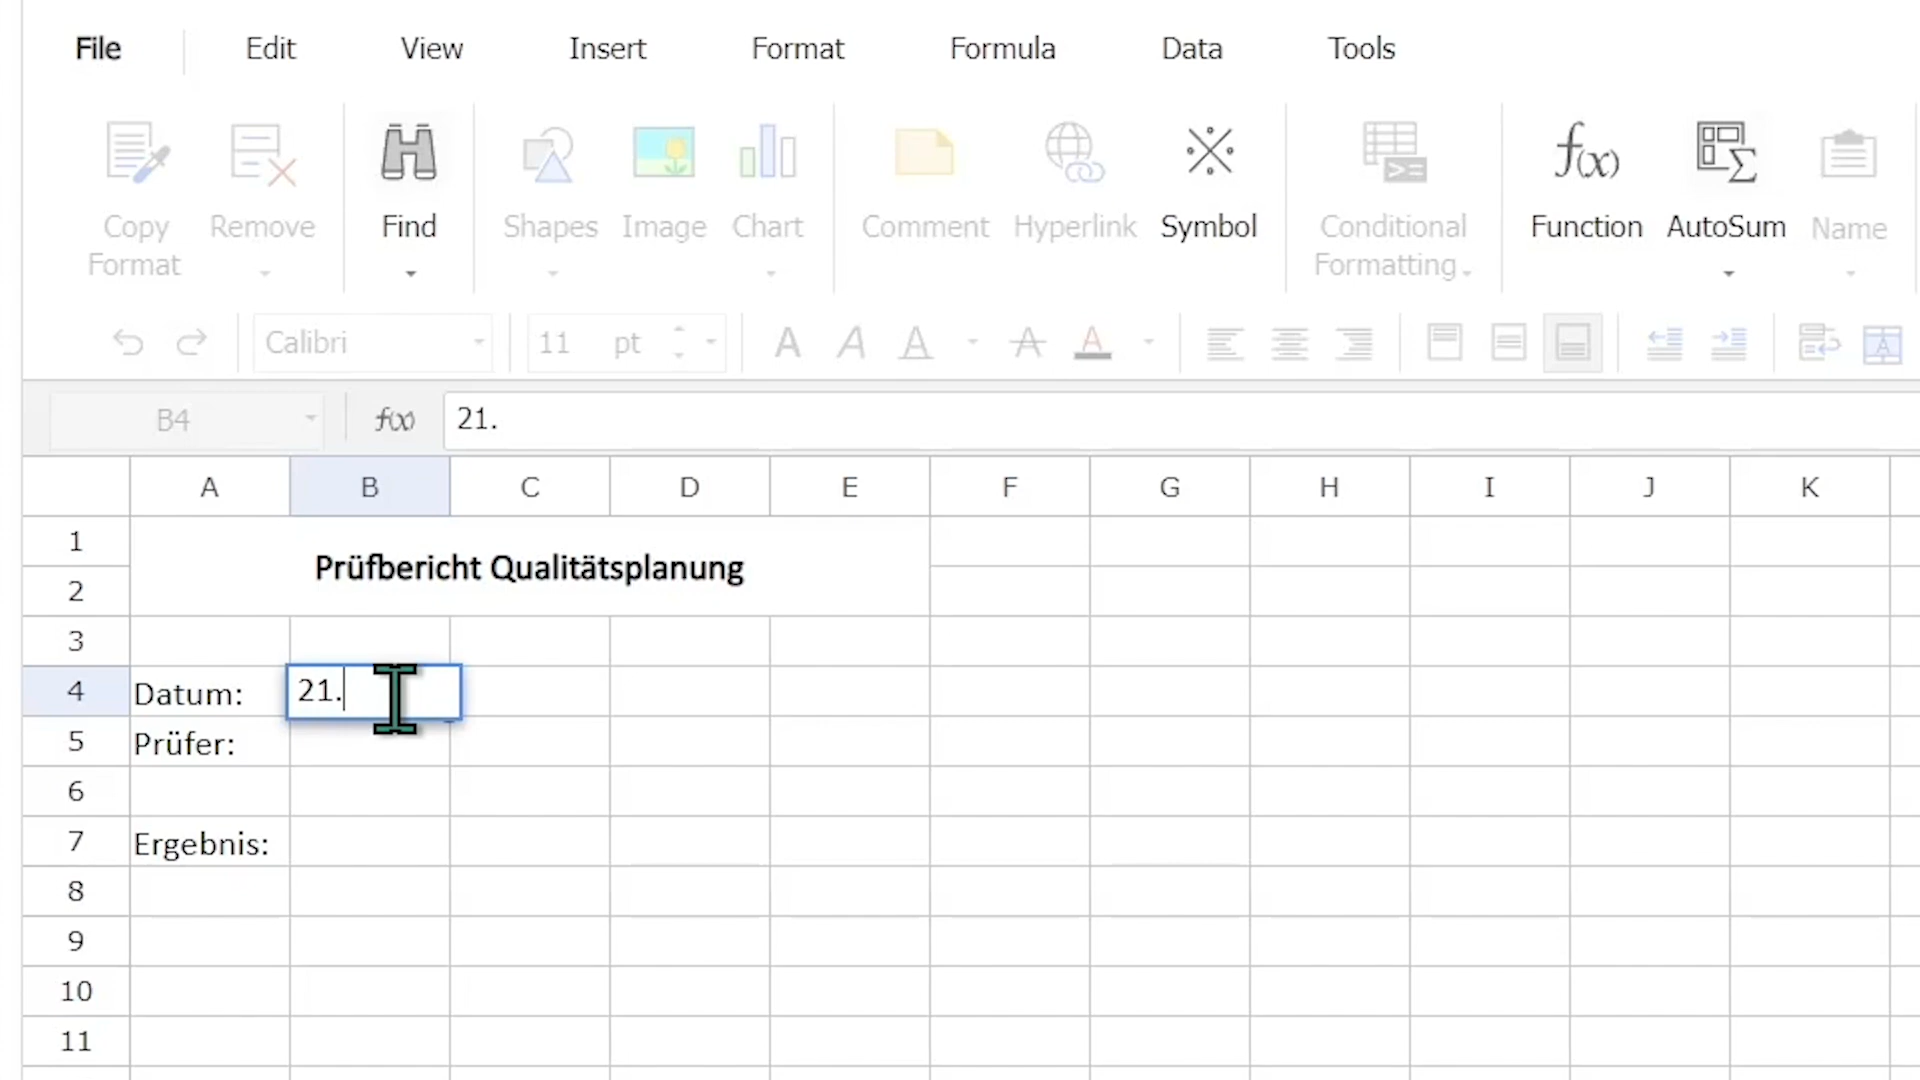 File Edit View Insert Format Formula Data Tools
Copy Format Remove Find Shapes Image Chart Comment Hyperlink Symbol Conditional Formatting Function AutoSum Name
f(x)
Calibri 11 pt A A A A A A
B4 f(x) 21.
A B C D E F G H I J K
1
Prüfbericht Qualitätsplanung
2
3
4 Datum: 21.
5 Prüfer:
6
7 Ergebnis:
8
9
10
11